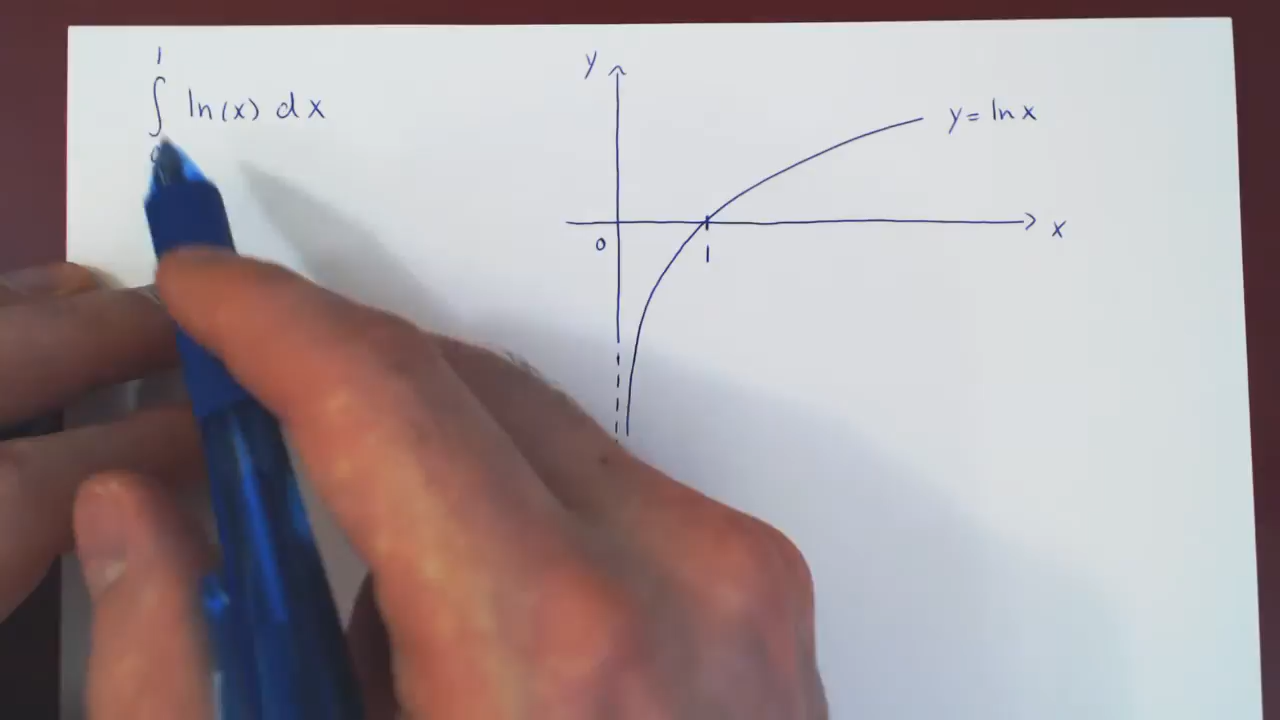 1
∫ ln(x) dx
y
y = ln x
0
x
1